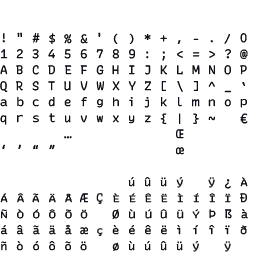 ! " # $ % & ' ( ) * + , - . / 0
1 2 3 4 5 6 7 8 9 : ; < = > ? @
A B C D E F G H I J K L M N O P
Q R S T U V W X Y Z [ \ ] ^ _ `
a b c d e f g h i j k l m n o p
q r s t u v w x y z { | } ~ €
… Œ
‘ ’ “ ” œ
ú û ü ý ÿ ¿ À
Á Â Ã Ä Å Æ Ç È É Ê Ë Ì Í Î Ï Ð
Ñ Ò Ó Ô Õ Ö Ø Ù Ú Û Ü Ý Þ ß à
á â ã ä å æ ç è é ê ë ì í î ï ð
ñ ò ó ô õ ö ø ù ú û ü ý ÿ